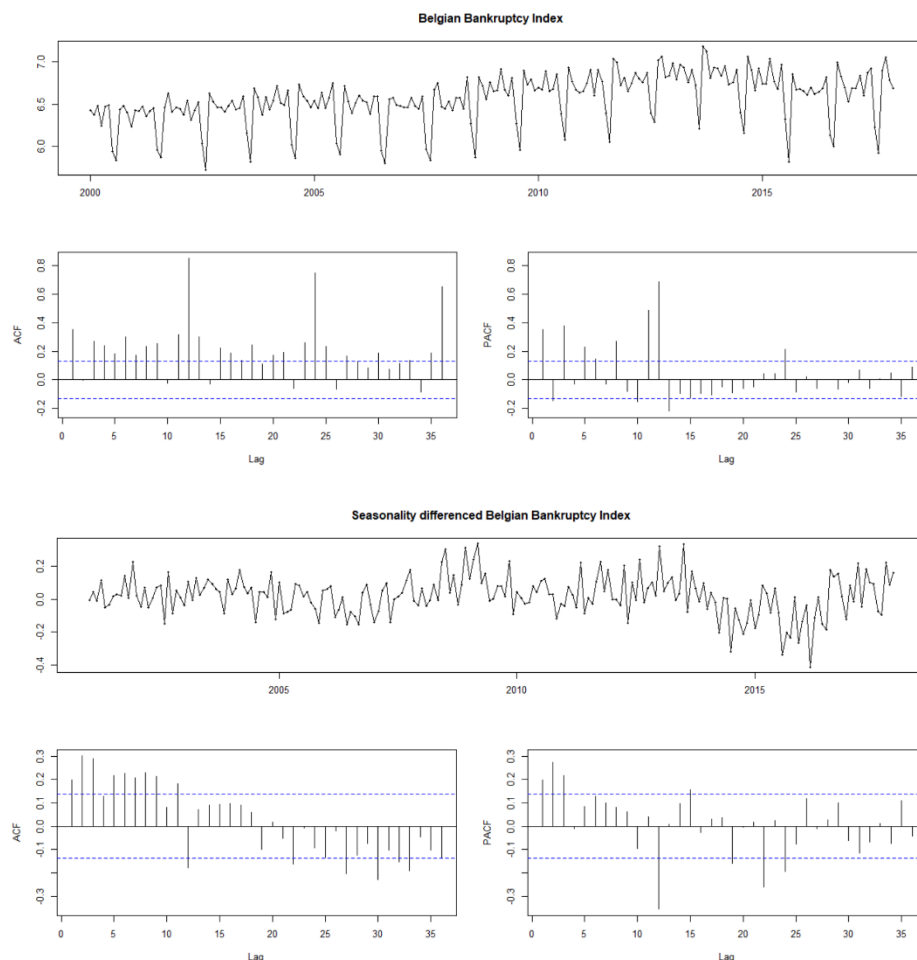 Belgian Bankruptcy Index
7.0
6.5
6.0
2000 2005 2010 2015
ACF
0.8
0.6
0.4
0.2
0.0
-0.2
0 5 10 15 20 25 30 35
Lag
PACF
0.8
0.6
0.4
0.2
0.0
-0.2
0 5 10 15 20 25 30 35
Lag
Seasonality differenced Belgian Bankruptcy Index
0.2
0.0
-0.2
-0.4
2005 2010 2015
ACF
0.3
0.2
0.1
0.0
-0.1
-0.3
0 5 10 15 20 25 30 35
Lag
PACF
0.3
0.2
0.1
0.0
-0.1
-0.3
0 5 10 15 20 25 30 35
Lag